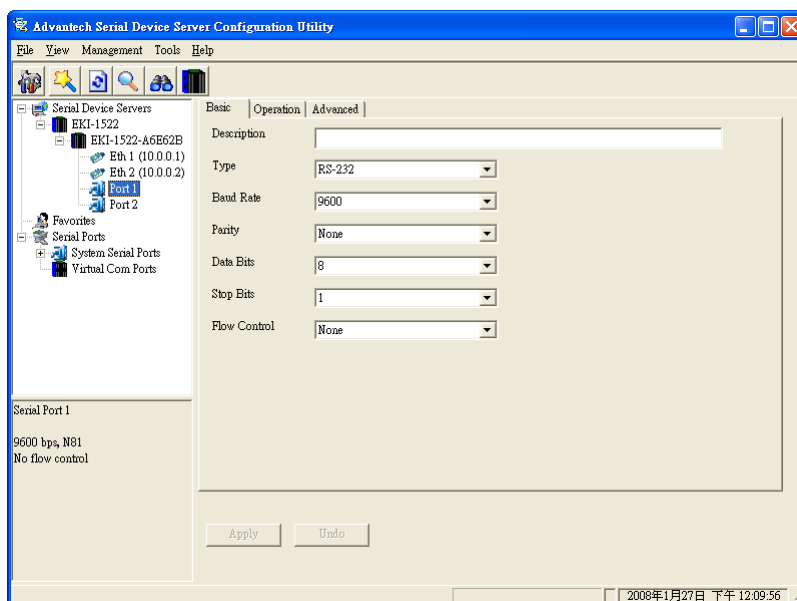 Advantech Serial Device Server Configuration Utility
File View Management Tools Help
Serial Device Servers
EKI-1522
EKI-1522-A6E62B
Eth 1 (10.0.0.1)
Eth 2 (10.0.0.2)
Port 1
Port 2
Favorites
Serial Ports
System Serial Ports
Virtual Com Ports
Serial Port 1
9600 bps, N81
No flow control
Basic Operation Advanced
Description
Type RS-232
Baud Rate 9600
Parity None
Data Bits 8
Stop Bits 1
Flow Control None
Apply Undo
2008年1月27日 下午 12:09:56